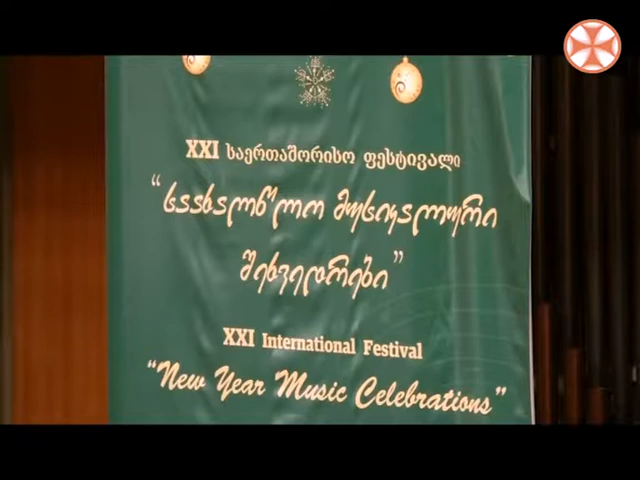 XXI საერთაშორისო ფესტივალი
“საახალწლო მუსიკალური
შეხვედრები”
XXI International Festival
“New Year Music Celebrations”